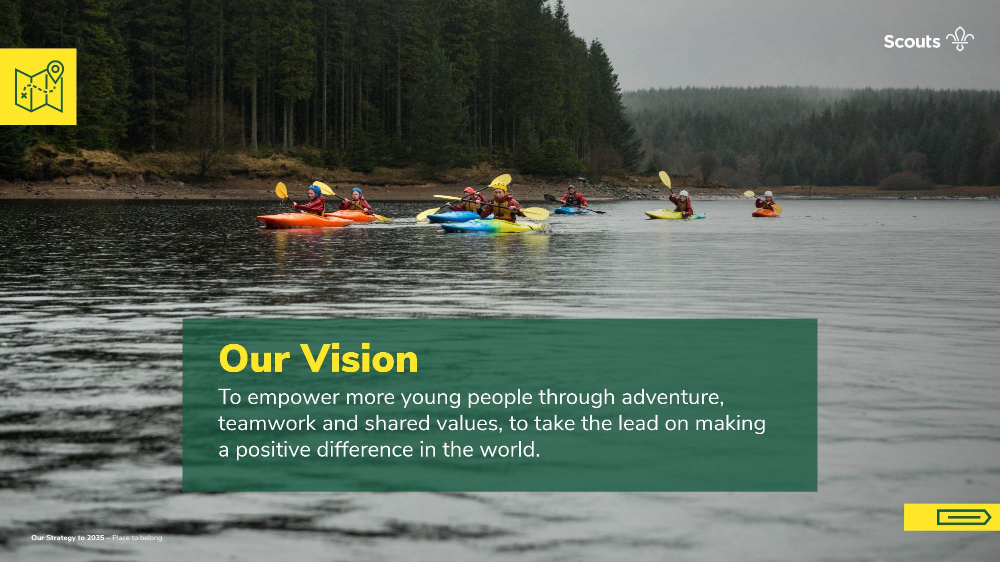 Scouts
Our Vision
To empower more young people through adventure,
teamwork and shared values, to take the lead on making
a positive difference in the world.
Our Strategy to 2035 – Place to belong